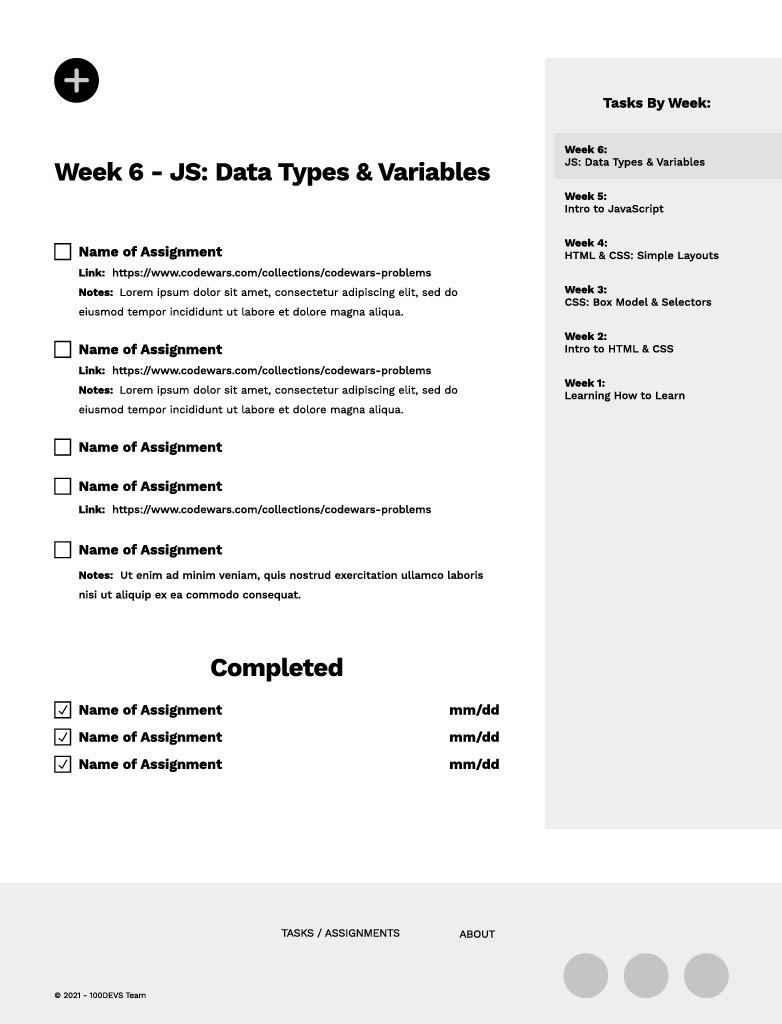 Week 6 - JS: Data Types & Variables
Name of Assignment
Link: https://www.codewars.com/collections/codewars-problems
Notes: Lorem ipsum dolor sit amet, consectetur adipiscing elit, sed do
eiusmod tempor incididunt ut labore et dolore magna aliqua.
Name of Assignment
Link: https://www.codewars.com/collections/codewars-problems
Notes: Lorem ipsum dolor sit amet, consectetur adipiscing elit, sed do
eiusmod tempor incididunt ut labore et dolore magna aliqua.
Name of Assignment
Name of Assignment
Link: https://www.codewars.com/collections/codewars-problems
Name of Assignment
Notes: Ut enim ad minim veniam, quis nostrud exercitation ullamco laboris
nisi ut aliquip ex ea commodo consequat.
Completed
Name of Assignment mm/dd
Name of Assignment mm/dd
Name of Assignment mm/dd
Tasks By Week:
Week 6:
JS: Data Types & Variables
Week 5:
Intro to JavaScript
Week 4:
HTML & CSS: Simple Layouts
Week 3:
CSS: Box Model & Selectors
Week 2:
Intro to HTML & CSS
Week 1:
Learning How to Learn
TASKS / ASSIGNMENTS ABOUT
© 2021 - 100DEVS Team